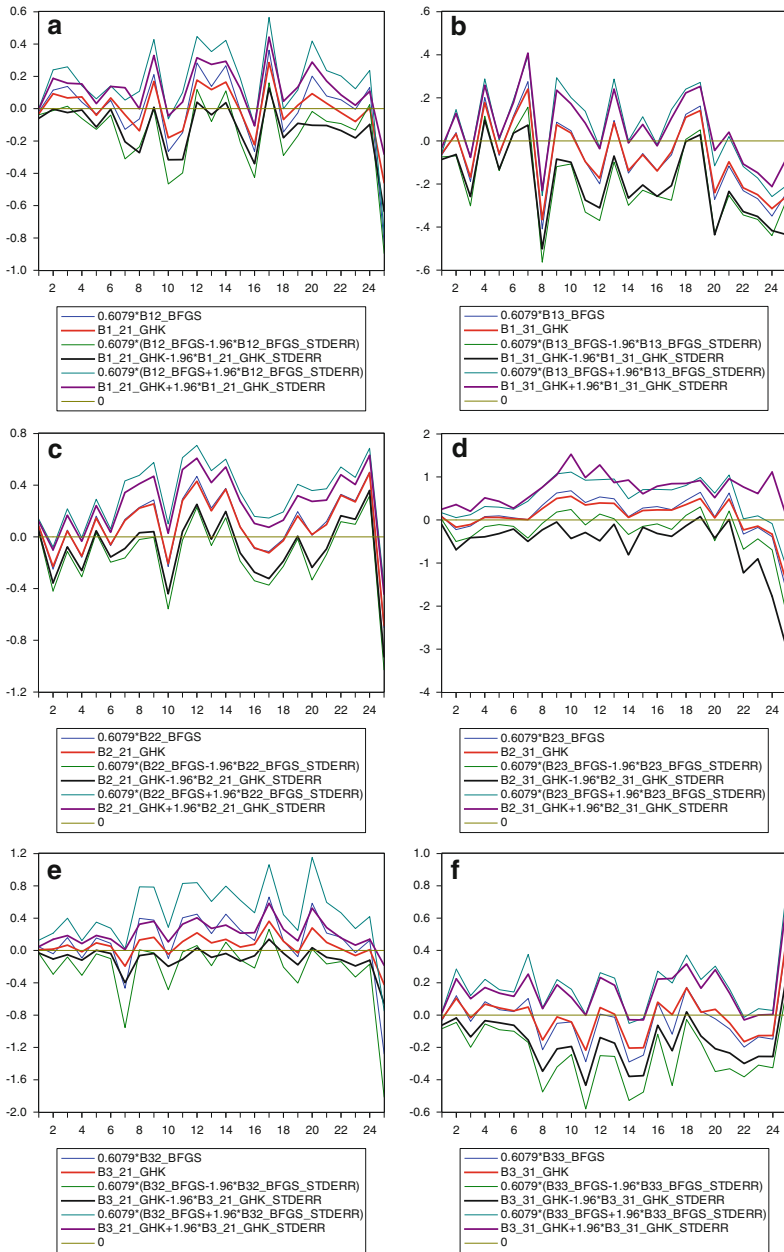 a
0.6
0.4
0.2
0.0
-0.2
-0.4
-0.6
-0.8
-1.0
2 4 6 8 10 12 14 16 18 20 22 24
0.6079*B12_BFGS
B1_21_GHK
0.6079*(B12_BFGS-1.96*B12_BFGS_STDERR)
B1_21_GHK-1.96*B1_21_GHK_STDERR
0.6079*(B12_BFGS+1.96*B12_BFGS_STDERR)
B1_21_GHK+1.96*B1_21_GHK_STDERR
0
b
.6
.4
.2
.0
-.2
-.4
-.6
2 4 6 8 10 12 14 16 18 20 22 24
0.6079*B13_BFGS
B1_31_GHK
0.6079*(B13_BFGS-1.96*B13_BFGS_STDERR)
B1_31_GHK-1.96*B1_31_GHK_STDERR
0.6079*(B13_BFGS+1.96*B13_BFGS_STDERR)
B1_31_GHK+1.96*B1_31_GHK_STDERR
0
c
0.8
0.4
0.0
-0.4
-0.8
-1.2
2 4 6 8 10 12 14 16 18 20 22 24
0.6079*B22_BFGS
B2_21_GHK
0.6079*(B22_BFGS-1.96*B22_BFGS_STDERR)
B2_21_GHK-1.96*B2_21_GHK_STDERR
0.6079*(B22_BFGS+1.96*B22_BFGS_STDERR)
B2_21_GHK+1.96*B2_21_GHK_STDERR
0
d
2
1
0
-1
-2
-3
-4
2 4 6 8 10 12 14 16 18 20 22 24
0.6079*B23_BFGS
B2_31_GHK
0.6079*(B23_BFGS-1.96*B23_BFGS_STDERR)
B2_31_GHK-1.96*B2_31_GHK_STDERR
0.6079*(B23_BFGS+1.96*B23_BFGS_STDERR)
B2_31_GHK+1.96*B2_31_GHK_STDERR
0
e
1.2
0.8
0.4
0.0
-0.4
-0.8
-1.2
-1.6
-2.0
2 4 6 8 10 12 14 16 18 20 22 24
0.6079*B32_BFGS
B3_21_GHK
0.6079*(B32_BFGS-1.96*B32_BFGS_STDERR)
B3_21_GHK-1.96*B3_21_GHK_STDERR
0.6079*(B32_BFGS+1.96*B32_BFGS_STDERR)
B3_21_GHK+1.96*B3_21_GHK_STDERR
0
f
1.0
0.8
0.6
0.4
0.2
0.0
-0.2
-0.4
-0.6
2 4 6 8 10 12 14 16 18 20 22 24
0.6079*B33_BFGS
B3_31_GHK
0.6079*(B33_BFGS-1.96*B33_BFGS_STDERR)
B3_31_GHK-1.96*B3_31_GHK_STDERR
0.6079*(B33_BFGS+1.96*B33_BFGS_STDERR)
B3_31_GHK+1.96*B3_31_GHK_STDERR
0